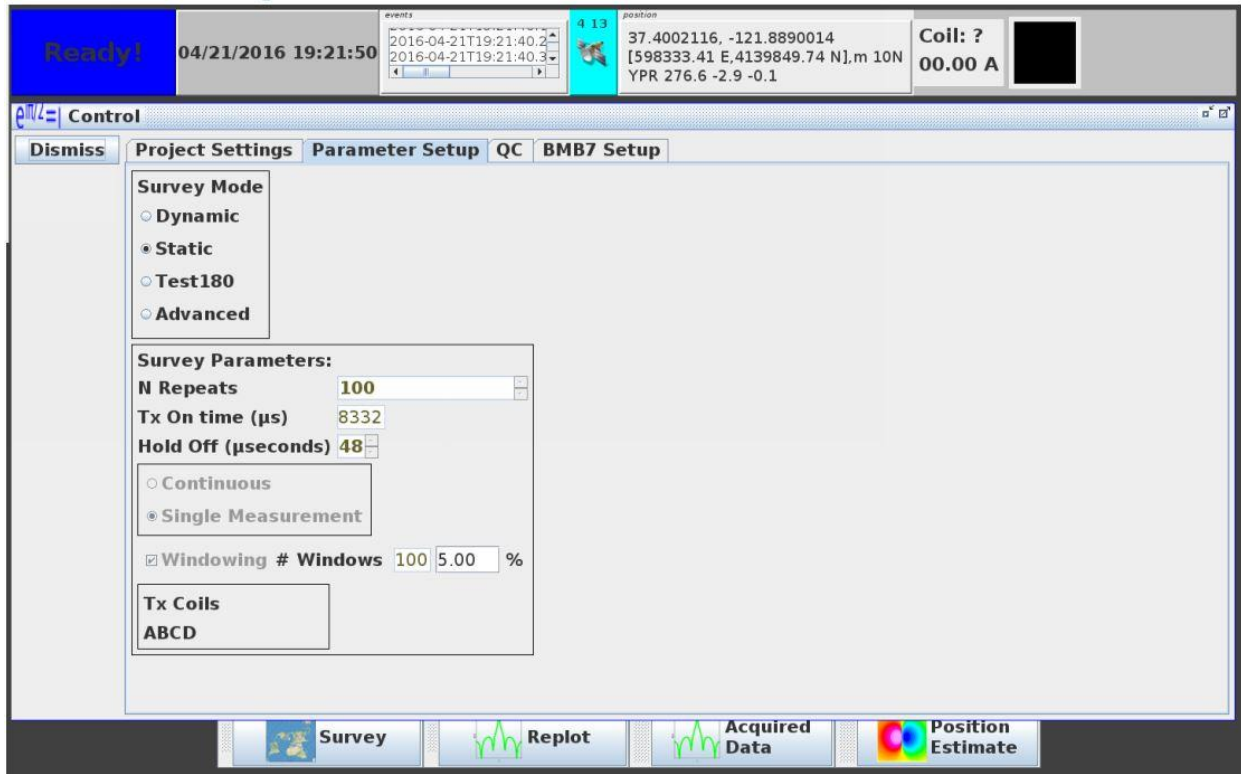 events
4 13
position
Ready!
04/21/2016 19:21:50
2016-04-21T19:21:40.2
2016-04-21T19:21:40.3
37.4002116, -121.8890014
[598333.41 E,4139849.74 N],m 10N
YPR 276.6 -2.9 -0.1
Coil: ?
00.00 A
Control
Dismiss
Project Settings Parameter Setup QC BMB7 Setup
Survey Mode
Dynamic
Static
Test180
Advanced
Survey Parameters:
N Repeats 100
Tx On time (µs) 8332
Hold Off (µseconds) 48
Continuous
Single Measurement
Windowing # Windows 100 5.00 %
Tx Coils
ABCD
Survey
Replot
Acquired
Data
Position
Estimate